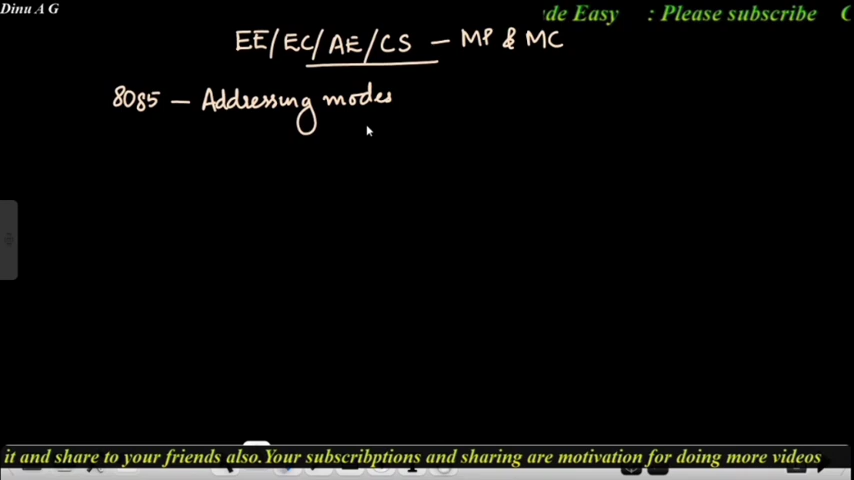 Dinu A G
de Easy : Please subscribe
EE/EC/AE/CS - MP & MC
8085 - Addressing modes
it and share to your friends also.Your subscribptions and sharing are motivation for doing more videos